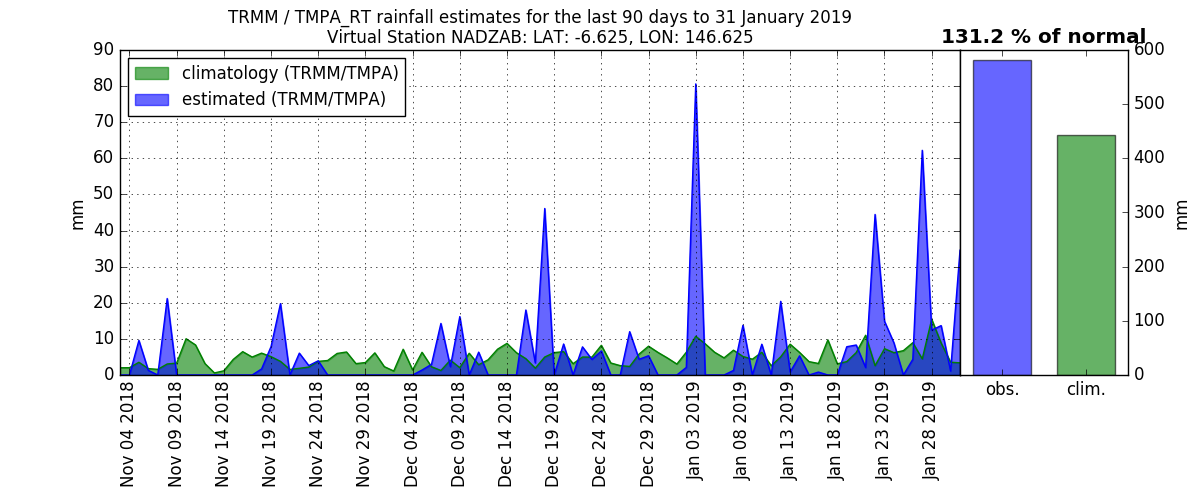 TRMM / TMPA_RT rainfall estimates for the last 90 days to 31 January 2019
Virtual Station NADZAB: LAT: -6.625, LON: 146.625
131.2 % of normal
climatology (TRMM/TMPA)
estimated (TRMM/TMPA)
90
80
70
60
50
40
30
20
10
0
mm
Nov 04 2018
Nov 09 2018
Nov 14 2018
Nov 19 2018
Nov 24 2018
Nov 29 2018
Dec 04 2018
Dec 09 2018
Dec 14 2018
Dec 19 2018
Dec 24 2018
Dec 29 2018
Jan 03 2019
Jan 08 2019
Jan 13 2019
Jan 18 2019
Jan 23 2019
Jan 28 2019
600
500
400
300
200
100
0
mm
obs.
clim.